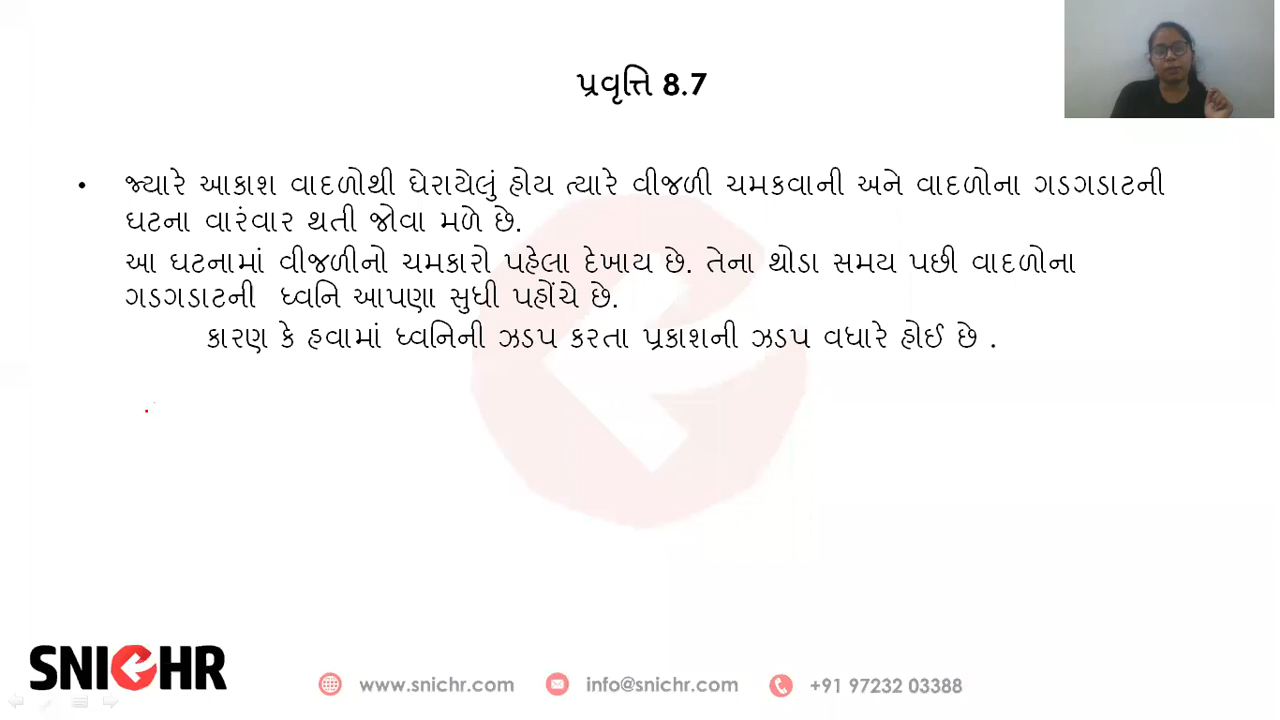 પ્રવૃત્તિ 8.7
• જ્યારે આકાશ વાદળોથી ઘેરાયેલું હોય ત્યારે વીજળી ચમકવાની અને વાદળોના ગડગડાટની
ઘટના વારંવાર થતી જોવા મળે છે.
આ ઘટનામાં વીજળીનો ચમકારો પહેલા દેખાય છે. તેના થોડા સમય પછી વાદળોના
ગડગડાટની ધ્વનિ આપણા સુધી પહોંચે છે.
કારણ કે હવામાં ધ્વનિની ઝડપ કરતા પ્રકાશની ઝડપ વધારે હોઈ છે .
SNICHR
www.snichr.com info@snichr.com +91 97232 03388